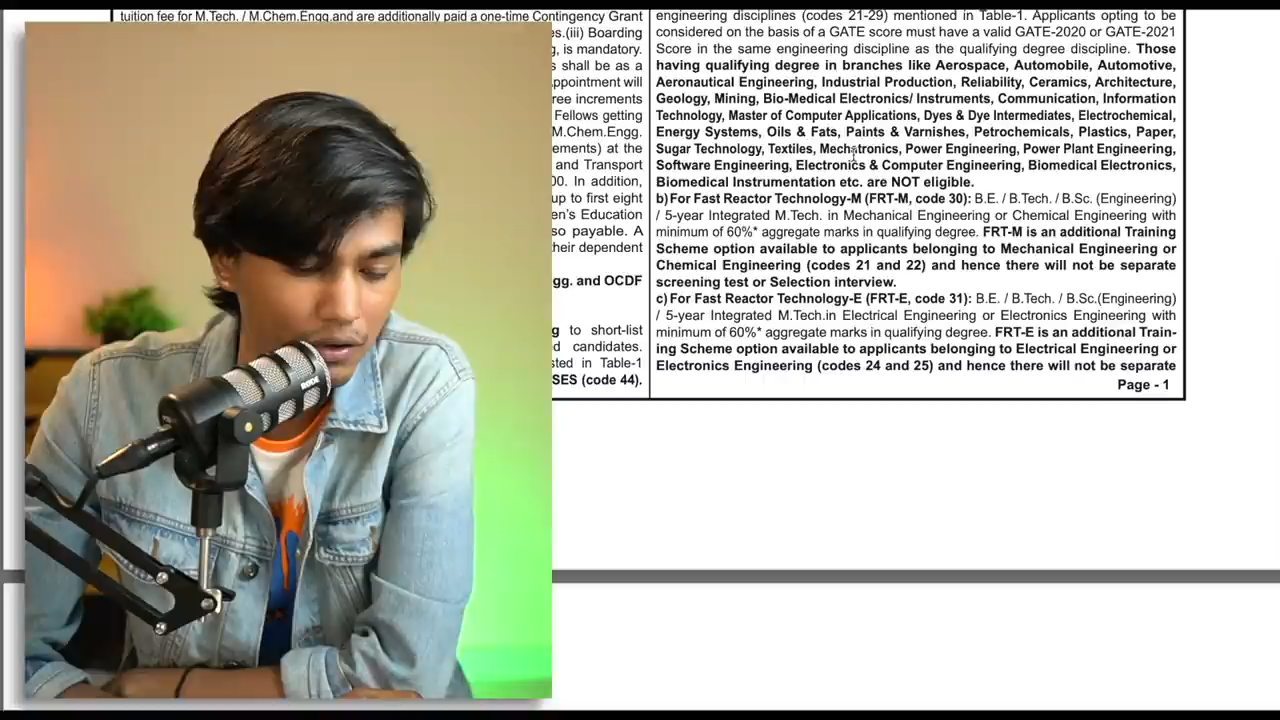 tuition fee for M.Tech. / M.Chem.Engg.and are additionally paid a one-time Contingency Grant
es.(iii) Boarding
g, is mandatory.
s shall be as a
ppointment will
ree increments
Fellows getting
M.Chem.Engg.
ements) at the
and Transport
00. In addition,
up to first eight
en's Education
so payable. A
heir dependent
gg. and OCDF
g to short-list
d candidates.
sted in Table-1
SES (code 44).
engineering disciplines (codes 21-29) mentioned in Table-1. Applicants opting to be
considered on the basis of a GATE score must have a valid GATE-2020 or GATE-2021
Score in the same engineering discipline as the qualifying degree discipline. Those
having qualifying degree in branches like Aerospace, Automobile, Automotive,
Aeronautical Engineering, Industrial Production, Reliability, Ceramics, Architecture,
Geology, Mining, Bio-Medical Electronics/ Instruments, Communication, Information
Technology, Master of Computer Applications, Dyes & Dye Intermediates, Electrochemical,
Energy Systems, Oils & Fats, Paints & Varnishes, Petrochemicals, Plastics, Paper,
Sugar Technology, Textiles, Mechatronics, Power Engineering, Power Plant Engineering,
Software Engineering, Electronics & Computer Engineering, Biomedical Electronics,
Biomedical Instrumentation etc. are NOT eligible.
b) For Fast Reactor Technology-M (FRT-M, code 30): B.E. / B.Tech. / B.Sc. (Engineering)
/ 5-year Integrated M.Tech. in Mechanical Engineering or Chemical Engineering with
minimum of 60%* aggregate marks in qualifying degree. FRT-M is an additional Training
Scheme option available to applicants belonging to Mechanical Engineering or
Chemical Engineering (codes 21 and 22) and hence there will not be separate
screening test or Selection interview.
c) For Fast Reactor Technology-E (FRT-E, code 31): B.E. / B.Tech. / B.Sc.(Engineering)
/ 5-year Integrated M.Tech.in Electrical Engineering or Electronics Engineering with
minimum of 60%* aggregate marks in qualifying degree. FRT-E is an additional Train-
ing Scheme option available to applicants belonging to Electrical Engineering or
Electronics Engineering (codes 24 and 25) and hence there will not be separate
Page - 1
RODE